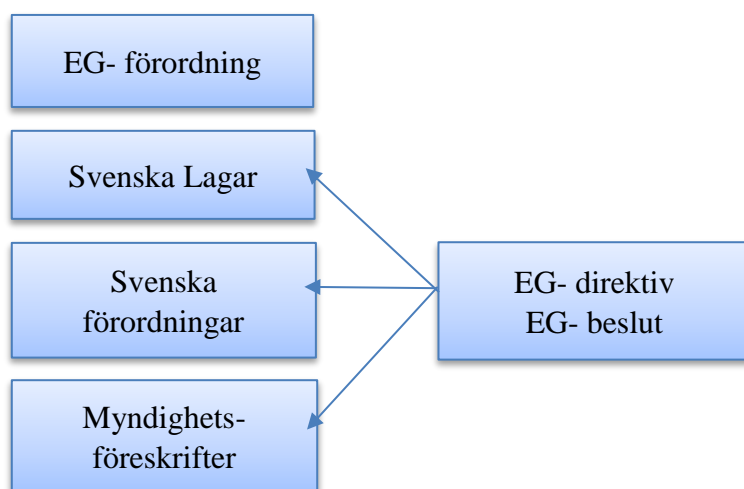 EG- förordning
Svenska Lagar
Svenska
förordningar
Myndighets-
föreskrifter
EG- direktiv
EG- beslut